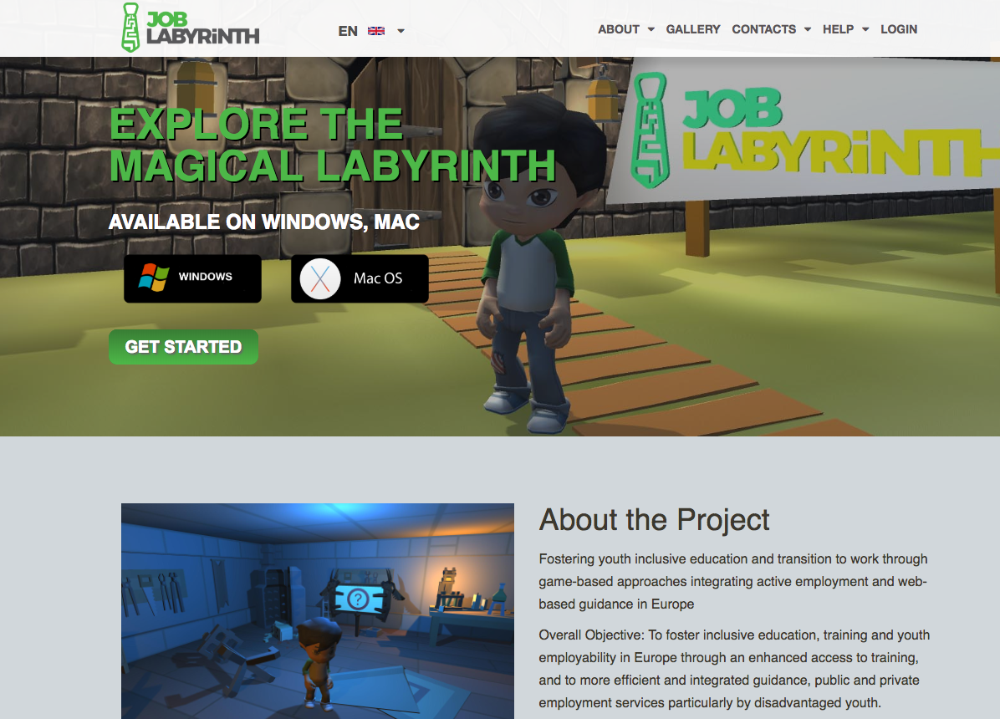 JOB
LABYRiNTH
EN
ABOUT GALLERY CONTACTS HELP LOGIN
JOB
LABYRiNTH
EXPLORE THE
MAGICAL LABYRINTH
AVAILABLE ON WINDOWS, MAC
WINDOWS
Mac OS
GET STARTED
About the Project
Fostering youth inclusive education and transition to work through
game-based approaches integrating active employment and web-
based guidance in Europe
?
Overall Objective: To foster inclusive education, training and youth
employability in Europe through an enhanced access to training,
and to more efficient and integrated guidance, public and private
employment services particularly by disadvantaged youth.